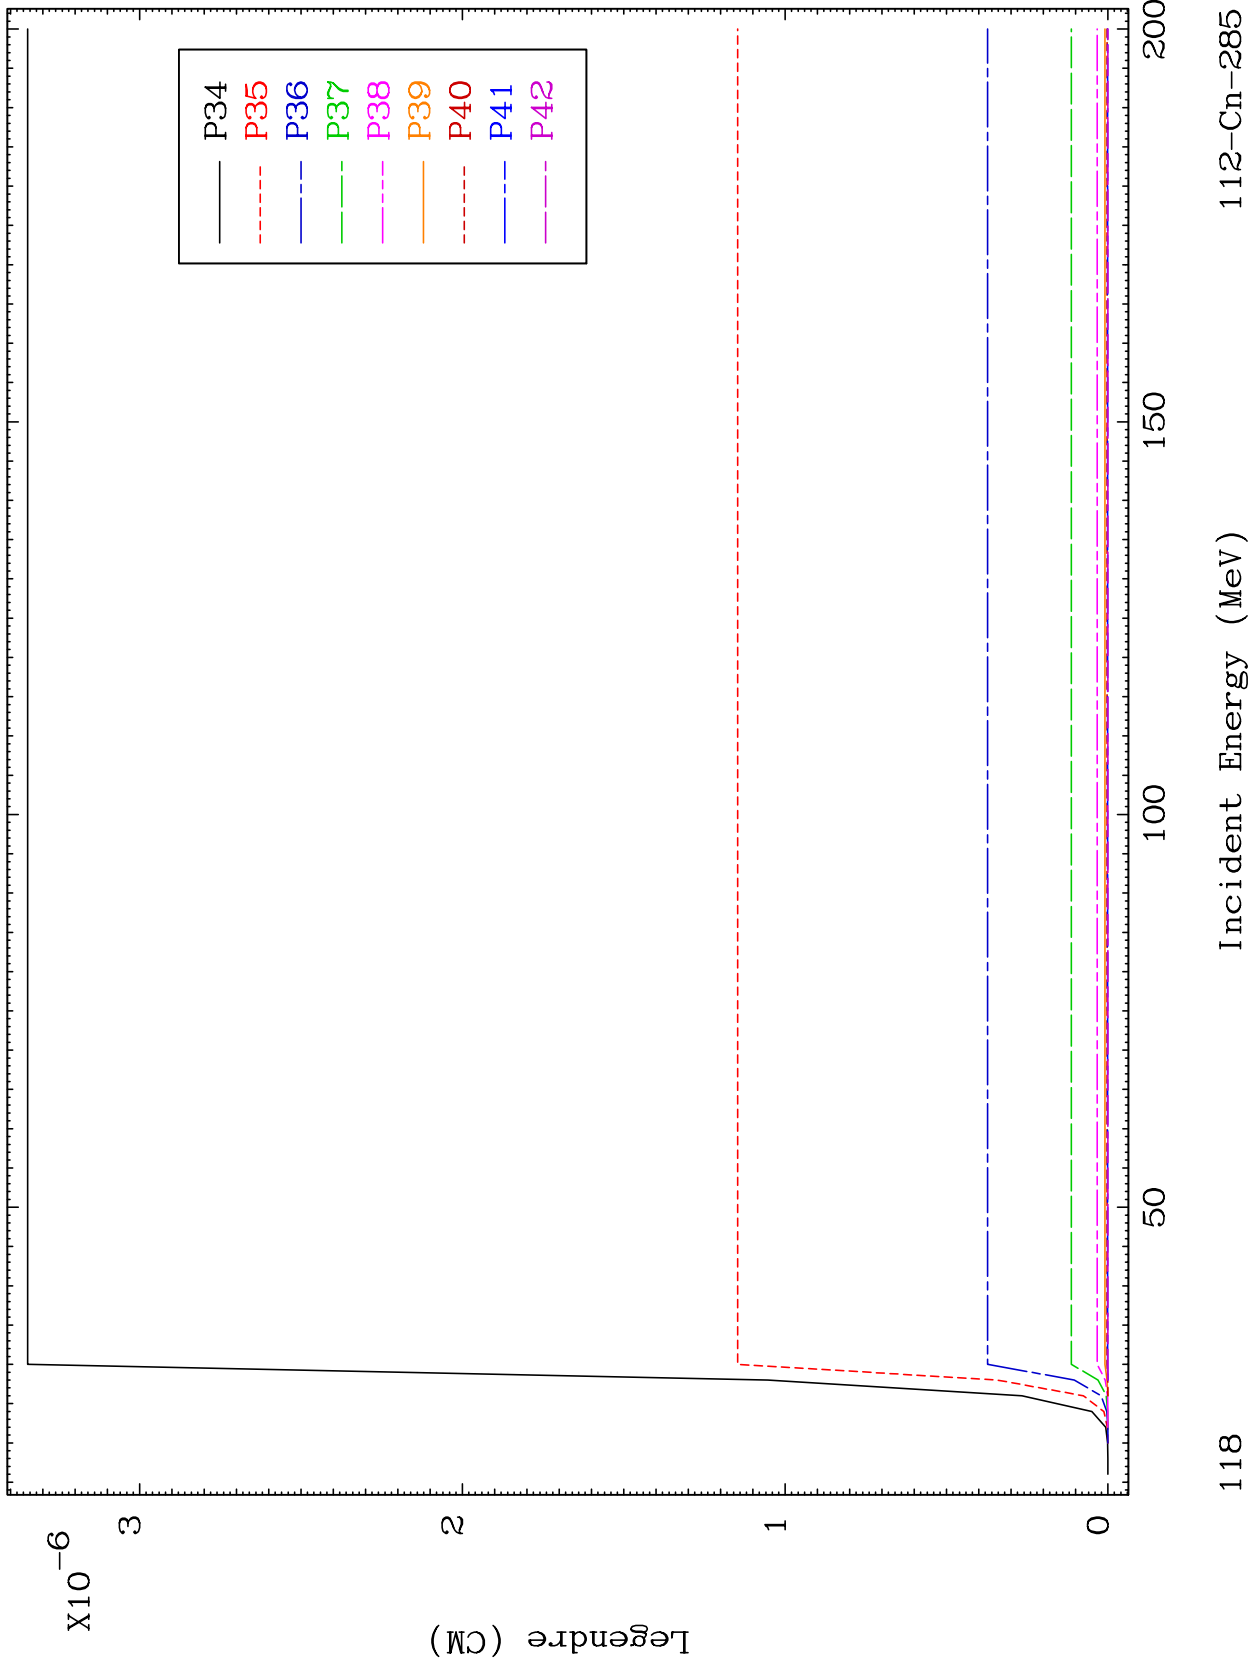 X10-6
3
2
1
0
Legendre (CM)
P34
P35
P36
P37
P38
P39
P40
P41
P42
50
100
150
200
118
Incident Energy (MeV)
112-Cn-285